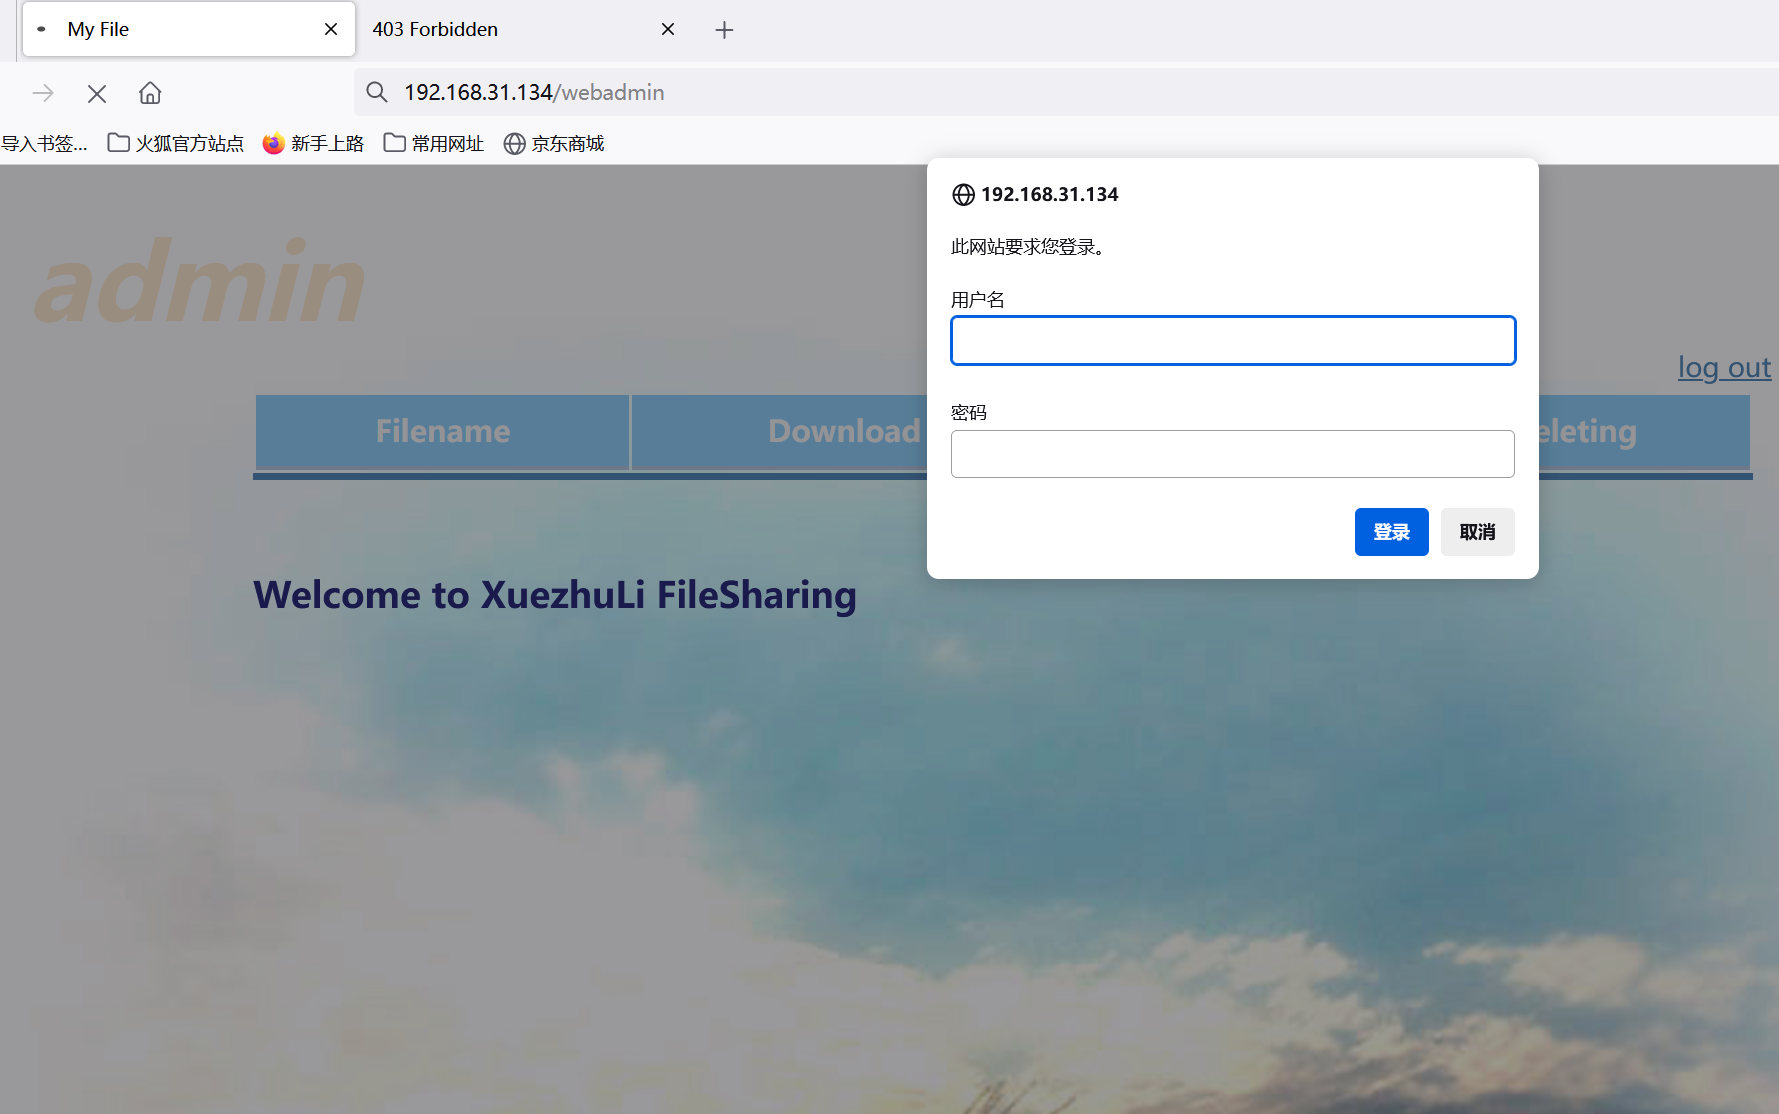 My File
403 Forbidden
192.168.31.134/webadmin
导入书签...
火狐官方站点
新手上路
常用网址
京东商城
192.168.31.134
此网站要求您登录。
用户名
密码
登录
取消
admin
log out
Filename
Download
eleting
Welcome to XuezhuLi FileSharing